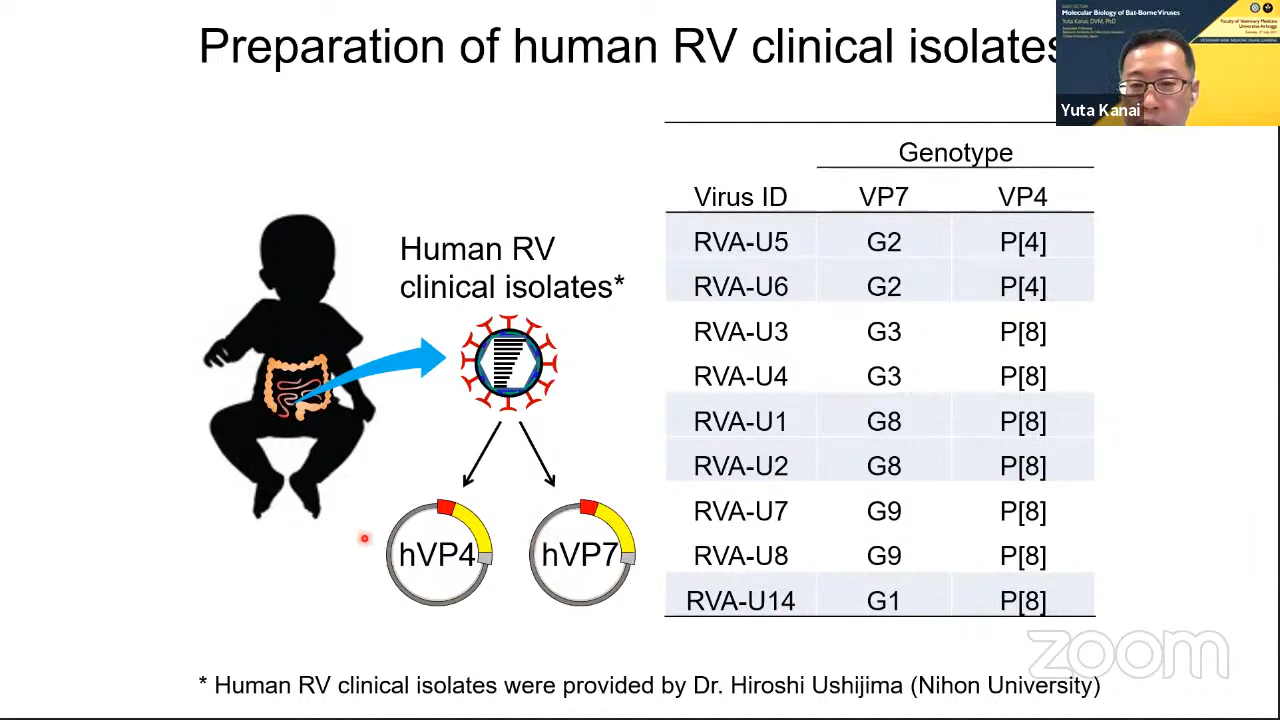 Preparation of human RV clinical isolates
GUEST LECTURE
Molecular Biology of Bat-Borne Viruses
Yuta Kanai, DVM, PhD
Faculty of Veterinary Medicine
Universitas Airlangga
Yuta Kanai
Genotype
Virus ID VP7 VP4
RVA-U5 G2 P[4]
RVA-U6 G2 P[4]
RVA-U3 G3 P[8]
RVA-U4 G3 P[8]
RVA-U1 G8 P[8]
RVA-U2 G8 P[8]
RVA-U7 G9 P[8]
RVA-U8 G9 P[8]
RVA-U14 G1 P[8]
Human RV
clinical isolates*
hVP4 hVP7
zoom
* Human RV clinical isolates were provided by Dr. Hiroshi Ushijima (Nihon University)